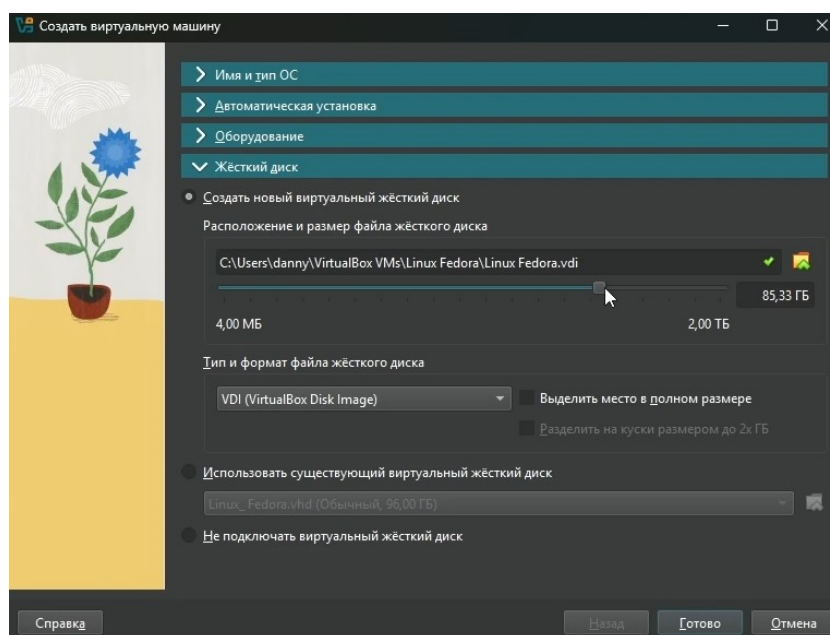 Создать виртуальную машину
Имя и тип ОС
Автоматическая установка
Оборудование
Жёсткий диск
Создать новый виртуальный жёсткий диск
Расположение и размер файла жёсткого диска
C:\Users\danny\VirtualBox VMs\Linux Fedora\Linux Fedora.vdi
85,33 ГБ
4,00 МБ 2,00 ТБ
Тип и формат файла жёсткого диска
VDI (VirtualBox Disk Image) Выделить место в полном размере
Разделить на куски размером до 2х ГБ
Использовать существующий виртуальный жёсткий диск
Linux_ Fedora.vhd (Обычный, 96,00 ГБ)
Не подключать виртуальный жёсткий диск
Справка Назад Готово Отмена